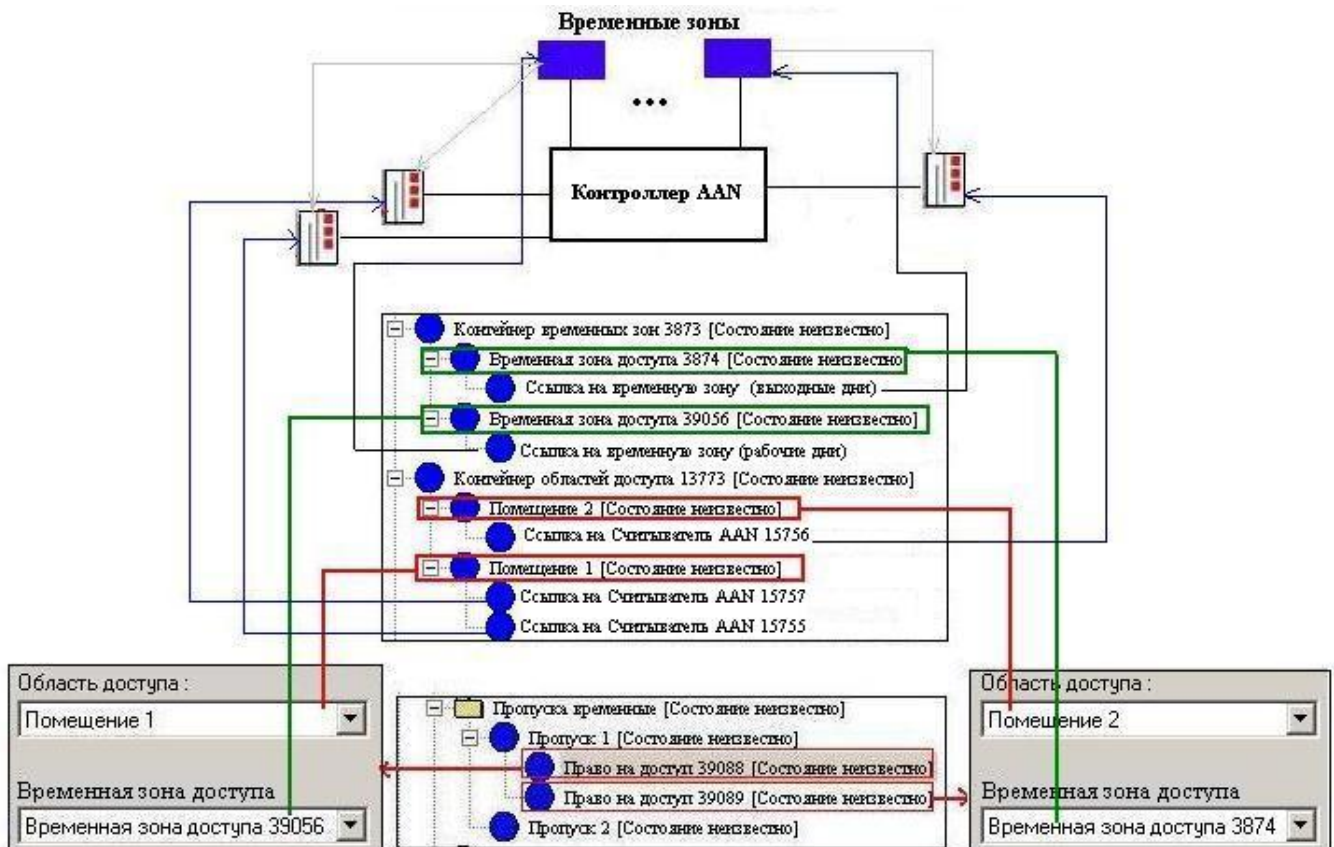 Временные зоны
Контроллер AAN
Контейнер временных зон 3873 [Состояние неизвестно]
Временная зона доступа 3874 [Состояние неизвестно
Ссылка на временную зону (выходные дни)
Временная зона доступа 39056 [Состояние неизвестно]
Ссылка на временную зону (рабочие дни)
Контейнер областей доступа 13773 [Состояние неизвестно]
Помещение 2 [Состояние неизвестно]
Ссылка на Считыватель AAN 15756
Помещение 1 [Состояние неизвестно]
Ссылка на Считыватель AAN 15757
Ссылка на Считыватель AAN 15755
Область доступа :
Помещение 1
Временная зона доступа
Временная зона доступа 39056
Пропуска временные [Состояние неизвестно]
Пропуск 1 [Состояние неизвестно]
Право на доступ 39088 [Состояние неизвестно]
Право на доступ 39089 [Состояние неизвестно]
Пропуск 2 [Состояние неизвестно]
Область доступа :
Помещение 2
Временная зона доступа
Временная зона доступа 3874